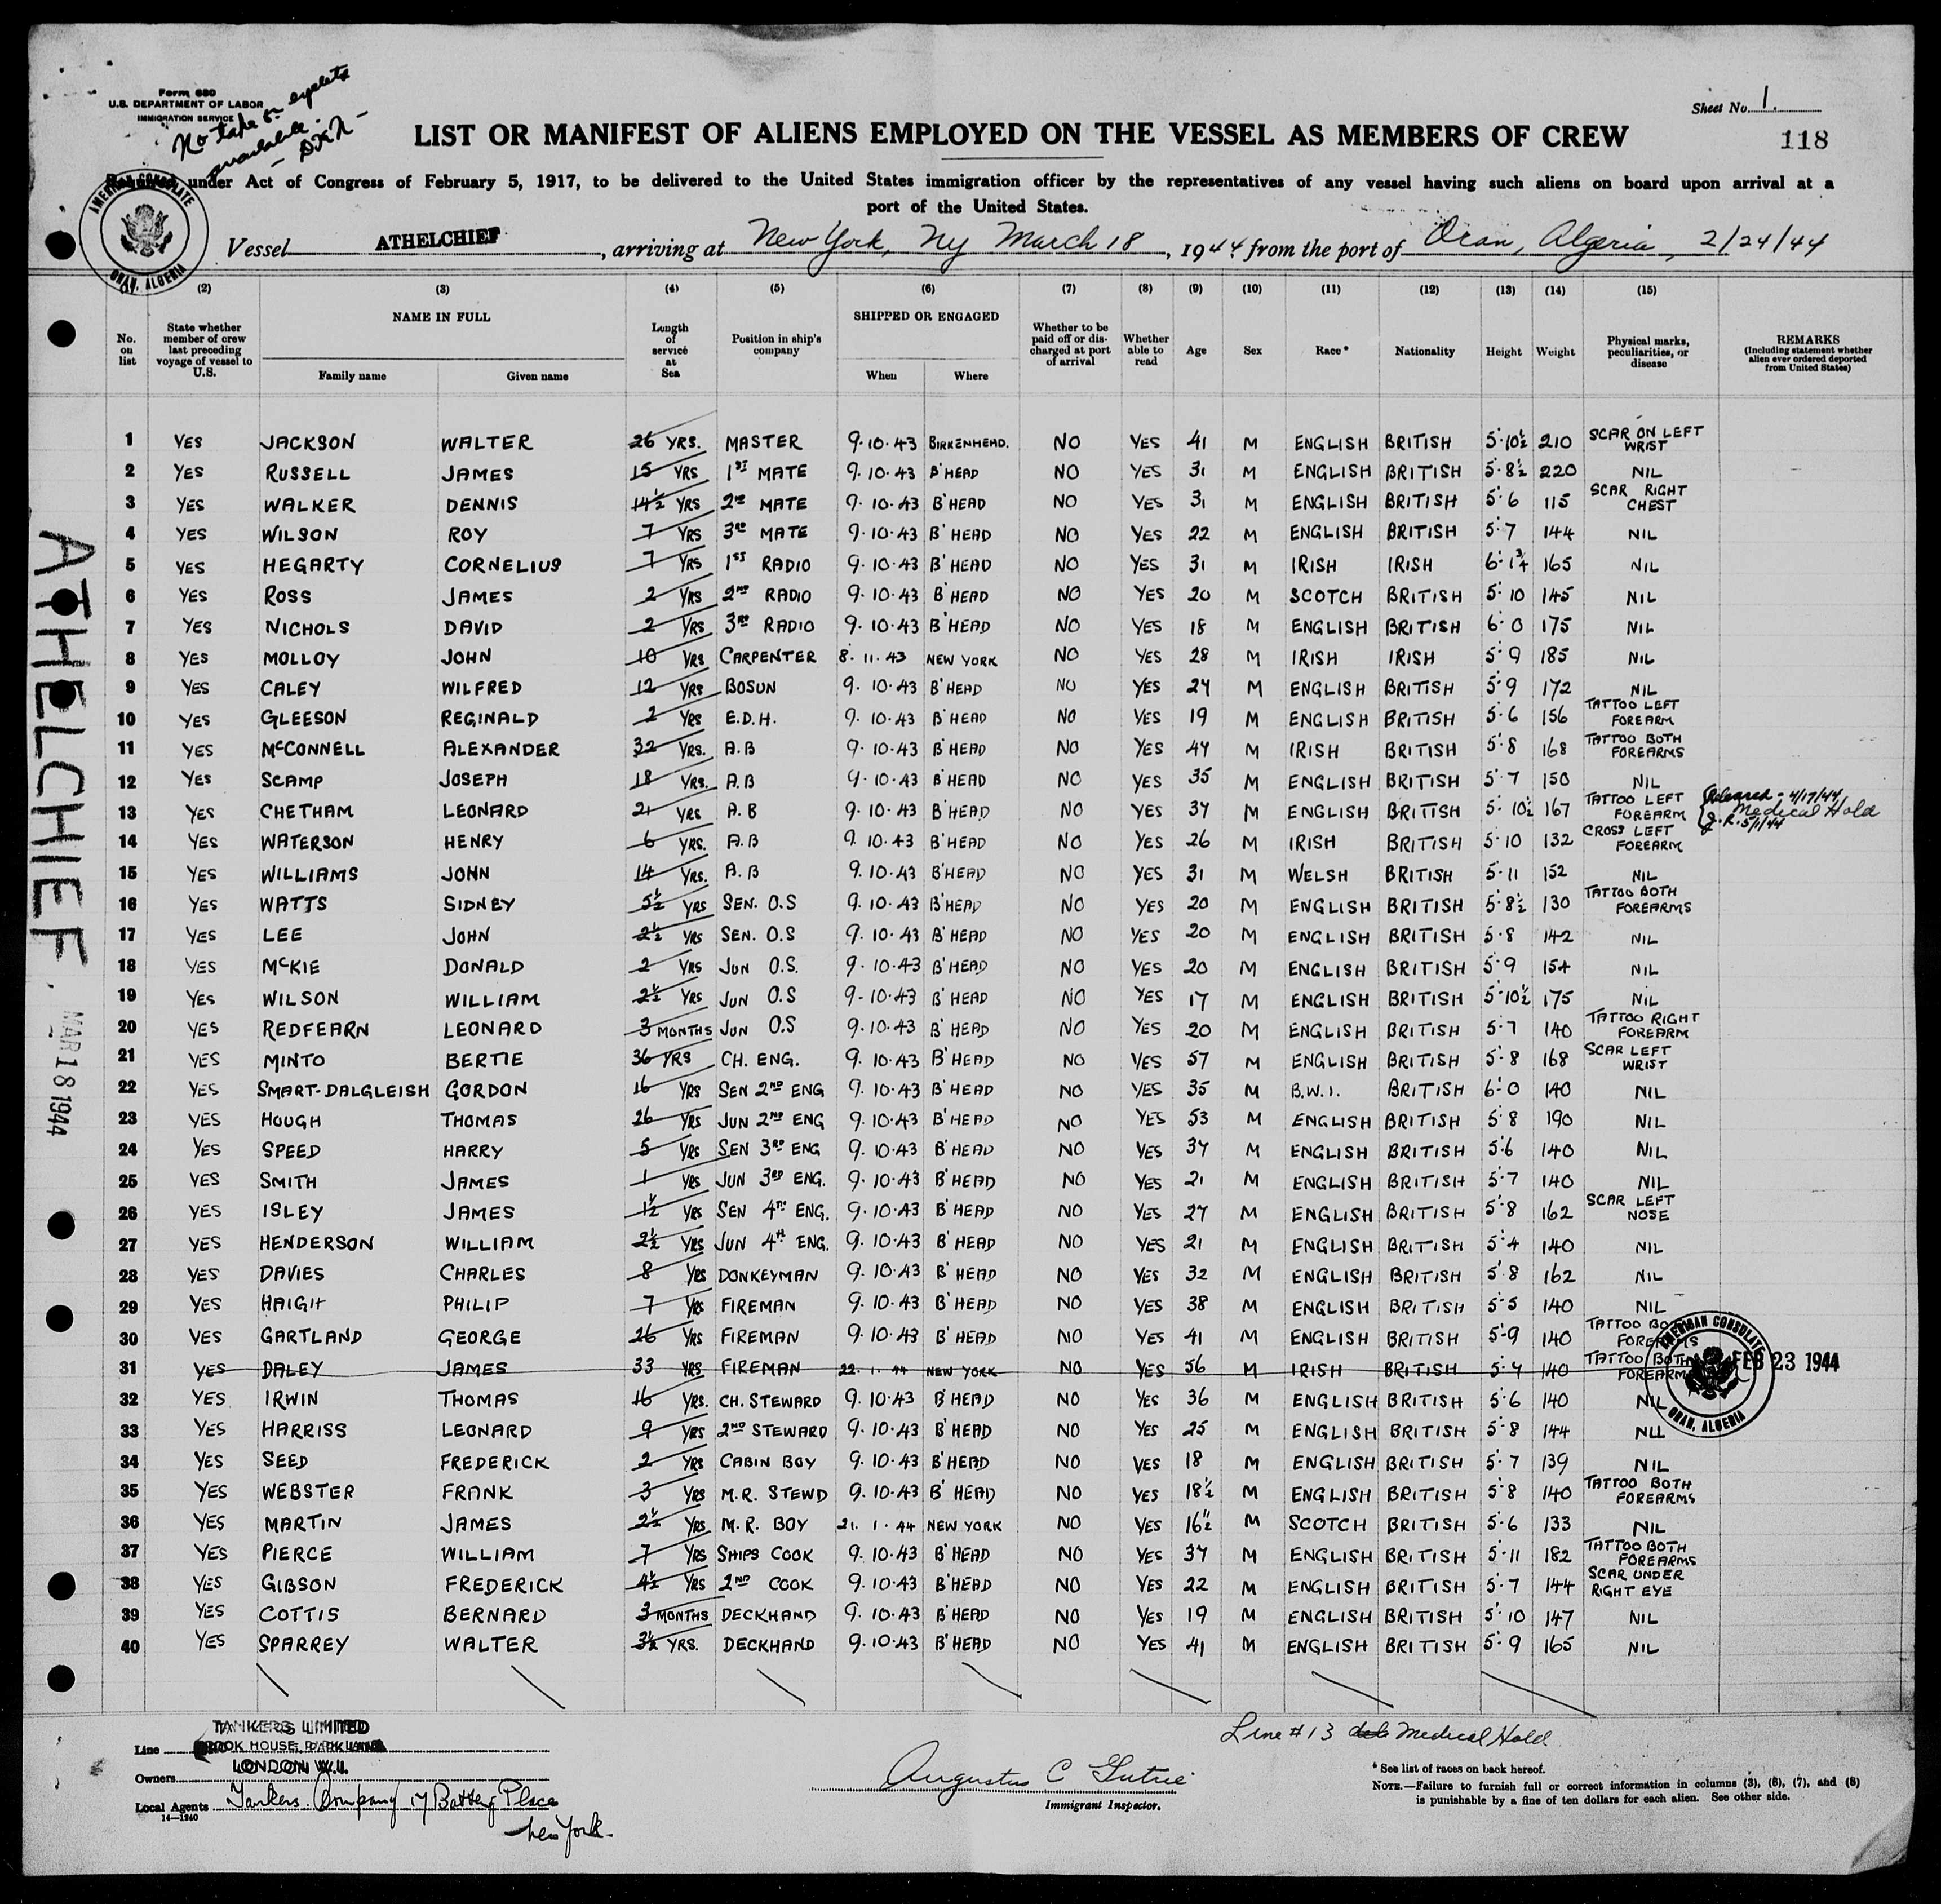 Form 680
U.S. DEPARTMENT OF LABOR
IMMIGRATION SERVICE
No tape or eyelets
available.
Sheet No. 1.
118
LIST OR MANIFEST OF ALIENS EMPLOYED ON THE VESSEL AS MEMBERS OF CREW
under Act of Congress of February 5, 1917, to be delivered to the United States immigration officer by the representatives of any vessel having such aliens on board upon arrival at a
port of the United States.
AMERICAN CONSULATE
ORAN, ALGERIA
Vessel ATHELCHIEF, arriving at New York, Ny March 18, 1944 from the port of Oran, Algeria, 2/24/44
(2) (3) (4) (5) (6) (7) (8) (9) (10) (11) (12) (13) (14) (15)
No. on list State whether member of crew last preceding voyage of vessel to U.S. NAME IN FULL Family name Given name Length of service at Sea Position in ship's company SHIPPED OR ENGAGED When Where Whether to be paid off or discharged at port of arrival Whether able to read Age Sex Race* Nationality Height Weight Physical marks, peculiarities, or disease REMARKS (Including statement whether alien ever ordered deported from United States)
1 YES JACKSON WALTER 26 YRS. MASTER 9·10·43 BIRKENHEAD. NO YES 41 M ENGLISH BRITISH 5·10½ 210 SCAR ON LEFT WRIST
2 YES RUSSELL JAMES 15 YRS 1ST MATE 9·10·43 B'HEAD NO YES 31 M ENGLISH BRITISH 5·8½ 220 NIL
3 YES WALKER DENNIS 14½ YRS 2ND MATE 9·10·43 B'HEAD NO YES 31 M ENGLISH BRITISH 5·6 115 SCAR RIGHT CHEST
4 YES WILSON ROY 7 YRS 3RD MATE 9·10·43 B'HEAD NO YES 22 M ENGLISH BRITISH 5·7 144 NIL
5 YES HEGARTY CORNELIUS 7 YRS 1ST RADIO 9·10·43 B'HEAD NO YES 31 M IRISH IRISH 6·1¾ 165 NIL
6 YES ROSS JAMES 2 YRS 2ND RADIO 9·10·43 B'HEAD NO YES 20 M SCOTCH BRITISH 5·10 145 NIL
7 YES NICHOLS DAVID 2 YRS 3RD RADIO 9·10·43 B'HEAD NO YES 18 M ENGLISH BRITISH 6·0 175 NIL
8 YES MOLLOY JOHN 10 YRS CARPENTER 8·11·43 NEW YORK NO YES 28 M IRISH IRISH 5·9 185 NIL
9 YES CALEY WILFRED 12 YRS BOSUN 9·10·43 B'HEAD NO YES 24 M ENGLISH BRITISH 5·9 172 NIL
10 YES GLEESON REGINALD 2 YRS E.D.H. 9·10·43 B'HEAD NO YES 19 M ENGLISH BRITISH 5·6 156 TATTOO LEFT FOREARM
11 YES McCONNELL ALEXANDER 32 YRS. A.B 9·10·43 B'HEAD NO YES 44 M IRISH BRITISH 5·8 168 TATTOO BOTH FOREARMS
12 YES SCAMP JOSEPH 18 YRS. A.B 9·10·43 B'HEAD NO YES 35 M ENGLISH BRITISH 5·7 150 NIL
13 YES CHETHAM LEONARD 21 YRS A.B 9·10·43 B'HEAD NO YES 34 M ENGLISH BRITISH 5·10½ 167 TATTOO LEFT FOREARM Released - 4/17/44 Medical Hold J.R. 5/1/44
14 YES WATERSON HENRY 6 YRS. A.B 9·10·43 B'HEAD NO YES 26 M IRISH BRITISH 5·10 132 CROSS LEFT FOREARM
15 YES WILLIAMS JOHN 14 YRS. A.B 9·10·43 B'HEAD NO YES 31 M WELSH BRITISH 5·11 152 NIL
16 YES WATTS SIDNEY 5½ YRS SEN. O.S 9·10·43 B'HEAD NO YES 20 M ENGLISH BRITISH 5·8½ 130 TATTOO BOTH FOREARMS
17 YES LEE JOHN 2½ YRS SEN. O.S 9·10·43 B'HEAD NO YES 20 M ENGLISH BRITISH 5·8 142 NIL
18 YES McKIE DONALD 2 YRS JUN O.S. 9·10·43 B'HEAD NO YES 20 M ENGLISH BRITISH 5·9 154 NIL
19 YES WILSON WILLIAM 2½ YRS JUN O.S 9·10·43 B'HEAD NO YES 17 M ENGLISH BRITISH 5·10½ 175 NIL
20 YES REDFEARN LEONARD 3 MONTHS JUN O.S 9·10·43 B'HEAD NO YES 20 M ENGLISH BRITISH 5·7 140 TATTOO RIGHT FOREARM
21 YES MINTO BERTIE 36 YRS CH. ENG. 9·10·43 B'HEAD NO YES 57 M ENGLISH BRITISH 5·8 168 SCAR LEFT WRIST
22 YES SMART-DALGLEISH GORDON 16 YRS SEN 2ND ENG 9·10·43 B'HEAD NO YES 35 M B.W.I. BRITISH 6·0 140 NIL
23 YES HOUGH THOMAS 26 YRS JUN 2ND ENG 9·10·43 B'HEAD NO YES 53 M ENGLISH BRITISH 5·8 190 NIL
24 YES SPEED HARRY 5 YRS SEN 3RD ENG 9·10·43 B'HEAD NO YES 34 M ENGLISH BRITISH 5·6 140 NIL
25 YES SMITH JAMES 1 YRS JUN 3RD ENG. 9·10·43 B'HEAD NO YES 21 M ENGLISH BRITISH 5·7 140 NIL
26 YES ISLEY JAMES 1½ YRS SEN 4TH ENG. 9·10·43 B'HEAD NO YES 27 M ENGLISH BRITISH 5·8 162 SCAR LEFT NOSE
27 YES HENDERSON WILLIAM 2½ YRS JUN 4TH ENG. 9·10·43 B'HEAD NO YES 21 M ENGLISH BRITISH 5·4 140 NIL
28 YES DAVIES CHARLES 8 YRS DONKEYMAN 9·10·43 B'HEAD NO YES 32 M ENGLISH BRITISH 5·8 162 NIL
29 YES HAIGH PHILIP 7 YRS FIREMAN 9·10·43 B'HEAD NO YES 38 M ENGLISH BRITISH 5·5 140 NIL
30 YES GARTLAND GEORGE 26 YRS FIREMAN 9·10·43 B'HEAD NO YES 41 M ENGLISH BRITISH 5·9 140 TATTOO BOTH FOREARMS
31 YES DALEY JAMES 33 YRS FIREMAN 22·1·44 NEW YORK NO YES 56 M IRISH BRITISH 5·4 140 TATTOO BOTH FOREARMS
AMERICAN CONSULATE
FEB 23 1944
ORAN, ALGERIA
32 YES IRWIN THOMAS 16 YRS. CH. STEWARD 9·10·43 B'HEAD NO YES 36 M ENGLISH BRITISH 5·6 140 NIL
33 YES HARRISS LEONARD 9 YRS 2ND STEWARD 9·10·43 B'HEAD NO YES 25 M ENGLISH BRITISH 5·8 144 NIL
34 YES SEED FREDERICK 2 YRS CABIN BOY 9·10·43 B'HEAD NO YES 18 M ENGLISH BRITISH 5·7 139 NIL
35 YES WEBSTER FRANK 3 YRS M.R. STEWD 9·10·43 B'HEAD NO YES 18½ M ENGLISH BRITISH 5·8 140 TATTOO BOTH FOREARMS
36 YES MARTIN JAMES 2½ YRS M.R. BOY 21·1·44 NEW YORK NO YES 16½ M SCOTCH BRITISH 5·6 133 NIL
37 YES PIERCE WILLIAM 7 YRS SHIPS COOK 9·10·43 B'HEAD NO YES 34 M ENGLISH BRITISH 5·11 182 TATTOO BOTH FOREARMS
38 YES GIBSON FREDERICK 4½ YRS 2ND COOK 9·10·43 B'HEAD NO YES 22 M ENGLISH BRITISH 5·7 144 SCAR UNDER RIGHT EYE
39 YES COTTIS BERNARD 3 MONTHS DECKHAND 9·10·43 B'HEAD NO YES 19 M ENGLISH BRITISH 5·10 147 NIL
40 YES SPARREY WALTER 3½ YRS. DECKHAND 9·10·43 B'HEAD NO YES 41 M ENGLISH BRITISH 5·9 165 NIL
ATHELCHIEF.
MAR 18 1944
Line #13 Medical Hold
TANKERS LIMITED
Line BROOK HOUSE, PARK LANE
LONDON W.1.
Owners
Local Agents Tankers Company 17 Battery Place
New York.
14—1240
Augustus C
Immigrant Inspector.
* See list of races on back hereof.
NOTE.—Failure to furnish full or correct information in columns (3), (6), (7), and (8)
is punishable by a fine of ten dollars for each alien. See other side.